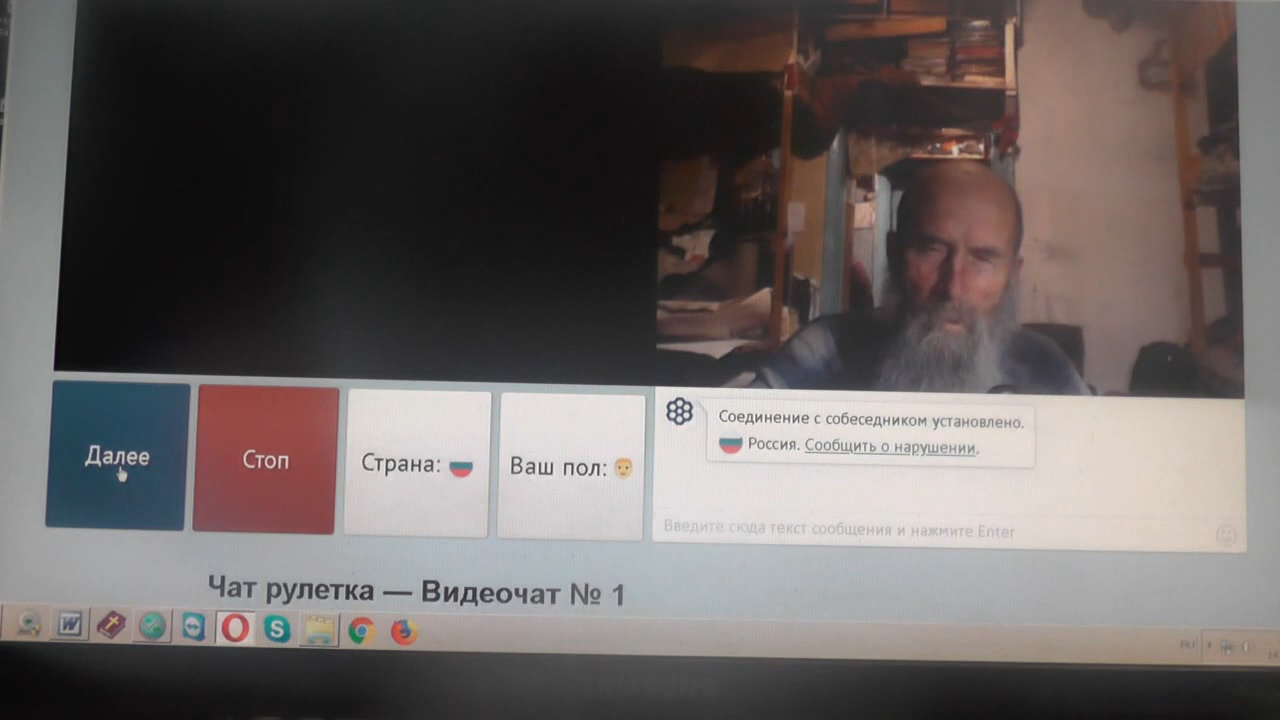 Соединение с собеседником установлено.
Россия. Сообщить о нарушении.
Далее
Стоп
Страна:
Ваш пол:
Введите сюда текст сообщения и нажмите Enter
Чат рулетка — Видеочат № 1
W
S
RU